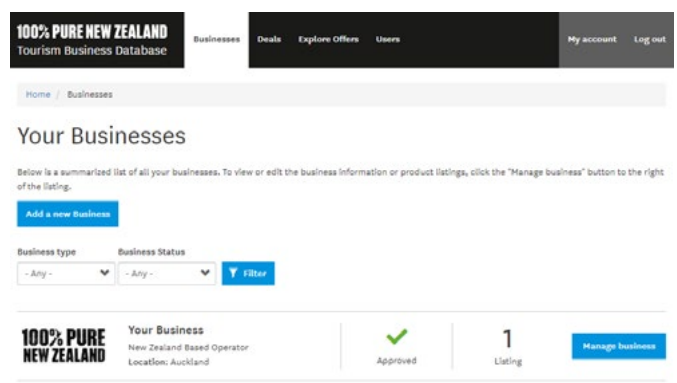 100% PURE NEW ZEALAND
Tourism Business Database
Businesses Deals Explore Offers Users My account Log out
Home / Businesses
Your Businesses
Below is a summarized list of all your businesses. To view or edit the business information or product listings, click the "Manage business" button to the right
of the listing.
Add a new Business
Business type Business Status
- Any - - Any - Filter
100% PURE
NEW ZEALAND
Your Business
New Zealand Based Operator
Location: Auckland
Approved
1
Listing
Manage business